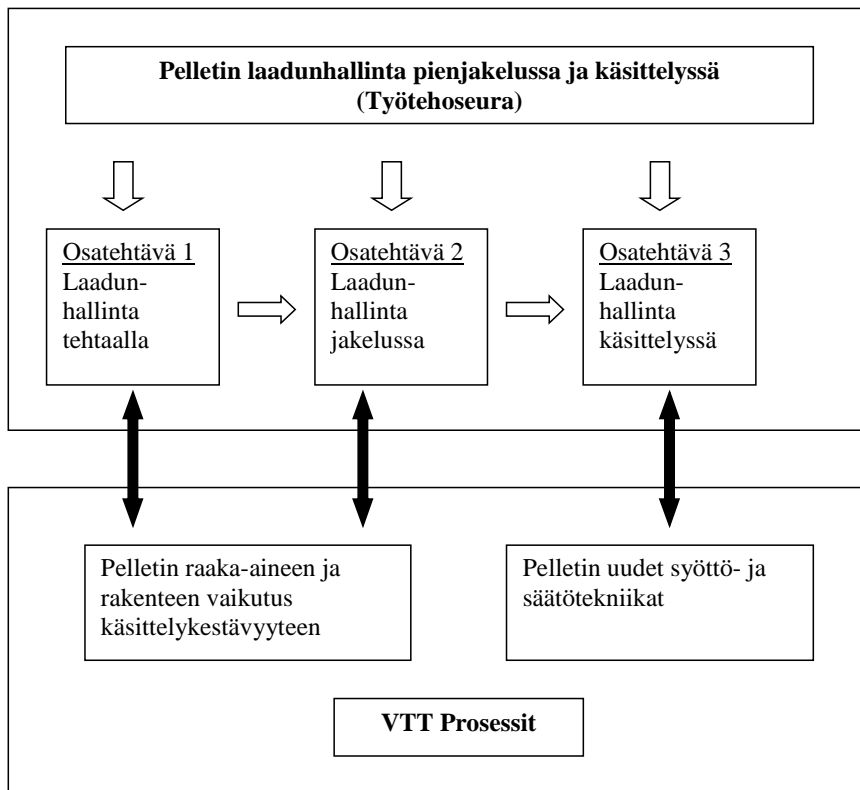 Pelletin laadunhallinta pienjakelussa ja käsittelyssä
(Työtehoseura)
Osatehtävä 1
Laadun-
hallinta
tehtaalla
Osatehtävä 2
Laadun-
hallinta
jakelussa
Osatehtävä 3
Laadun-
hallinta
käsittelyssä
Pelletin raaka-aineen ja
rakenteen vaikutus
käsittelykestävyyteen
Pelletin uudet syöttö- ja
säätötekniikat
VTT Prosessit